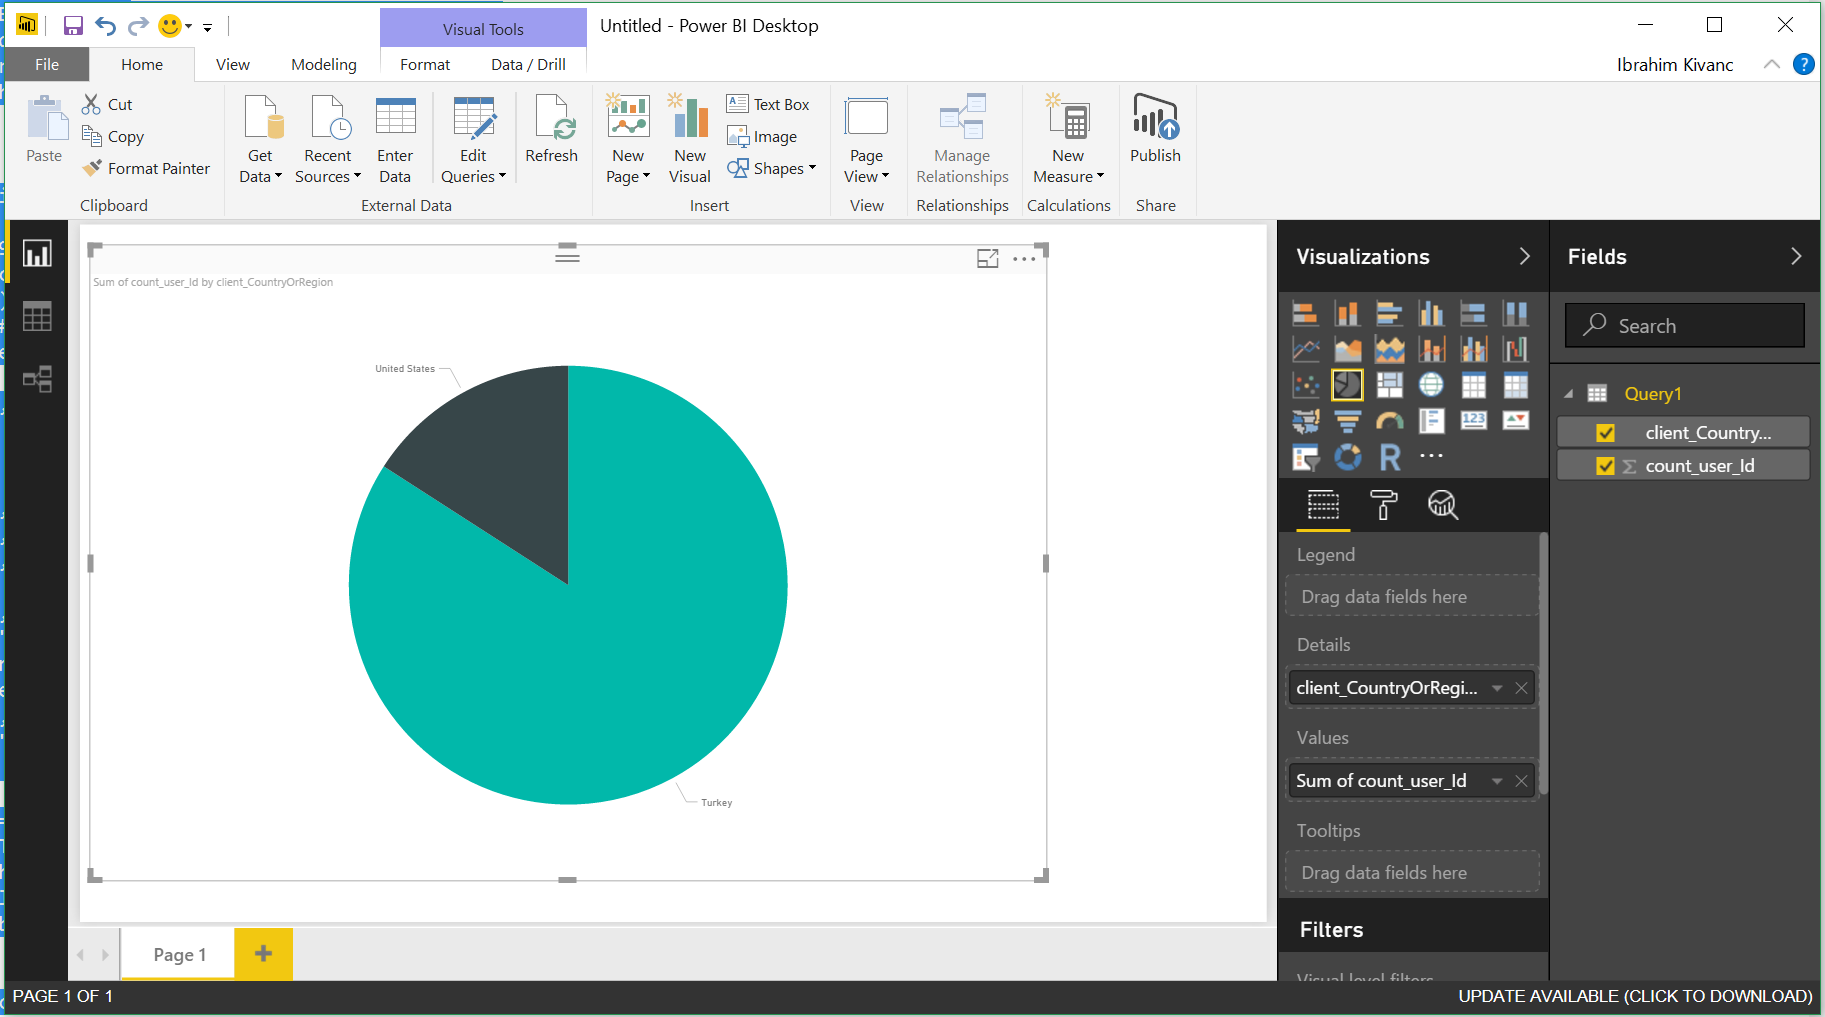 Visual Tools
Untitled - Power BI Desktop
File
Home
View
Modeling
Format
Data / Drill
Ibrahim Kivanc
?
Paste
Cut
Copy
Format Painter
Clipboard
Get
Data
Recent
Sources
Enter
Data
Edit
Queries
Refresh
External Data
New
Page
New
Visual
Text Box
Image
Shapes
Insert
Page
View
View
Manage
Relationships
Relationships
New
Measure
Calculations
Publish
Share
Sum of count_user_Id by client_CountryOrRegion
United States
Turkey
Visualizations
123
R
Legend
Drag data fields here
Details
client_CountryOrRegi...
Values
Sum of count_user_Id
Tooltips
Drag data fields here
Filters
Visual level filters
Fields
Search
Query1
client_Country...
Σ count_user_Id
Page 1
+
PAGE 1 OF 1
UPDATE AVAILABLE (CLICK TO DOWNLOAD)